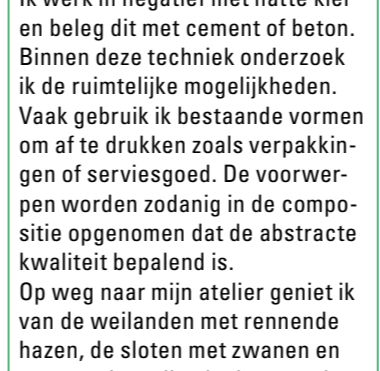 en beleg dit met cement of beton.
Binnen deze techniek onderzoek
ik de ruimtelijke mogelijkheden.
Vaak gebruik ik bestaande vormen
om af te drukken zoals verpakkin-
gen of serviesgoed. De voorwer-
pen worden zodanig in de compo-
sitie opgenomen dat de abstracte
kwaliteit bepalend is.
Op weg naar mijn atelier geniet ik
van de weilanden met rennende
hazen, de sloten met zwanen en